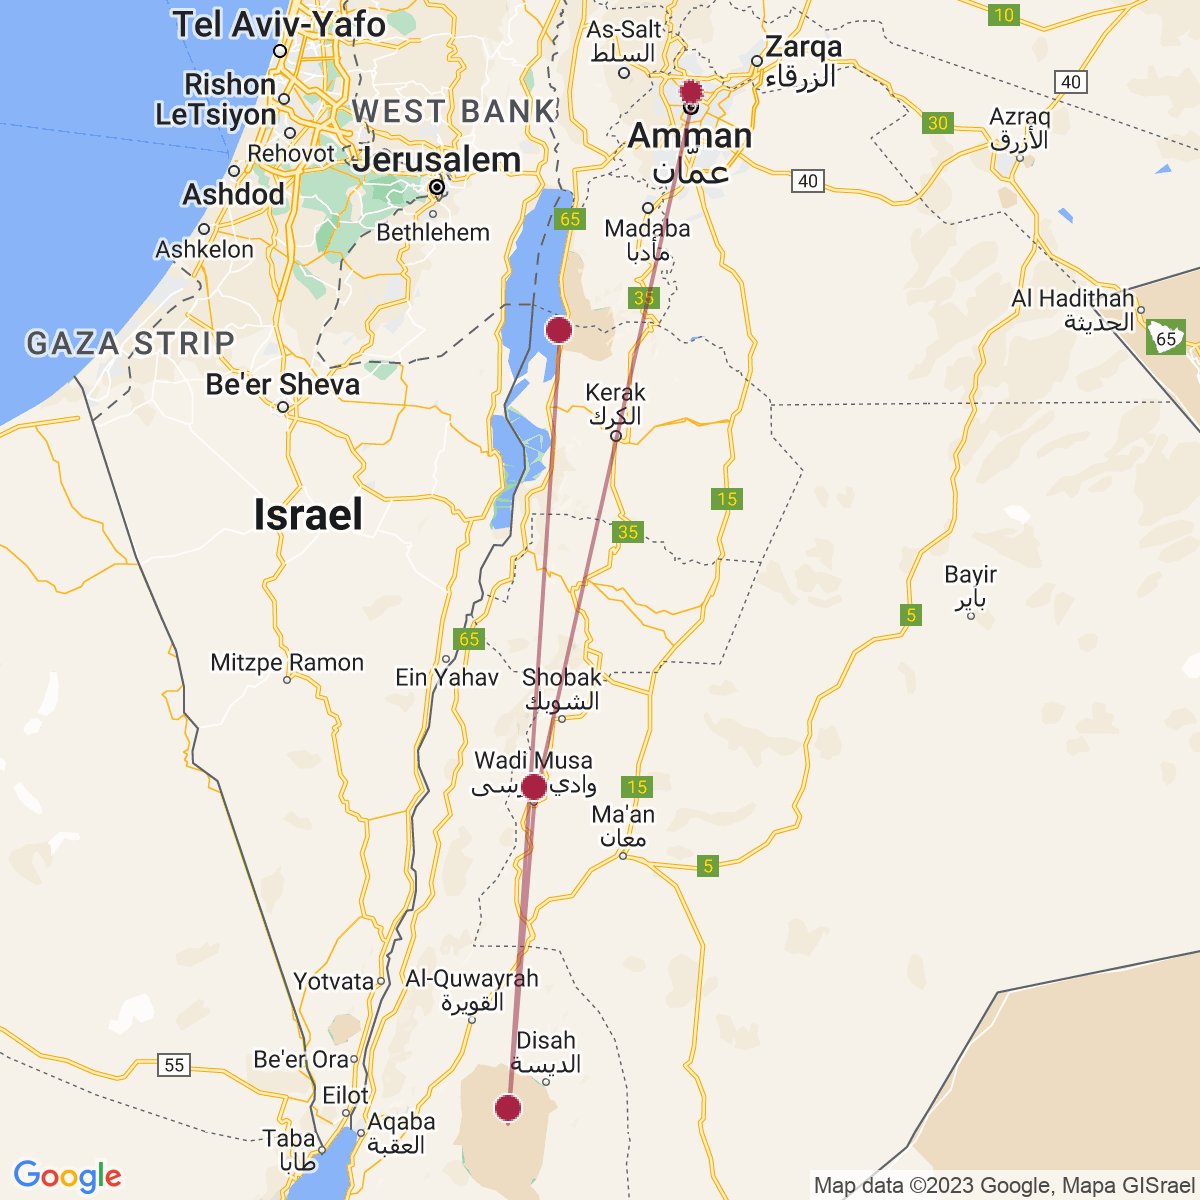 Tel Aviv-Yafo
As-Salt
السلط
Zarqa
الزرقاء
10
40
Rishon
LeTsiyon
WEST BANK
Amman
عمّان
30
Azraq
الأزرق
Rehovot
Jerusalem
40
Ashdod
65
Bethlehem
Madaba
مأدبا
Ashkelon
35
Al Hadithah
الحديثة
65
GAZA STRIP
Be'er Sheva
Kerak
الكرك
Israel
15
35
Bayir
باير
5
65
Mitzpe Ramon
Ein Yahav
Shobak
الشوبك
Wadi Musa
15
Ma'an
معان
5
Yotvata
Al-Quwayrah
القويرة
Disah
الديسة
55
Be'er Ora
Eilot
Aqaba
العقبة
Taba
طابا
Google
Map data ©2023 Google, Mapa GISrael